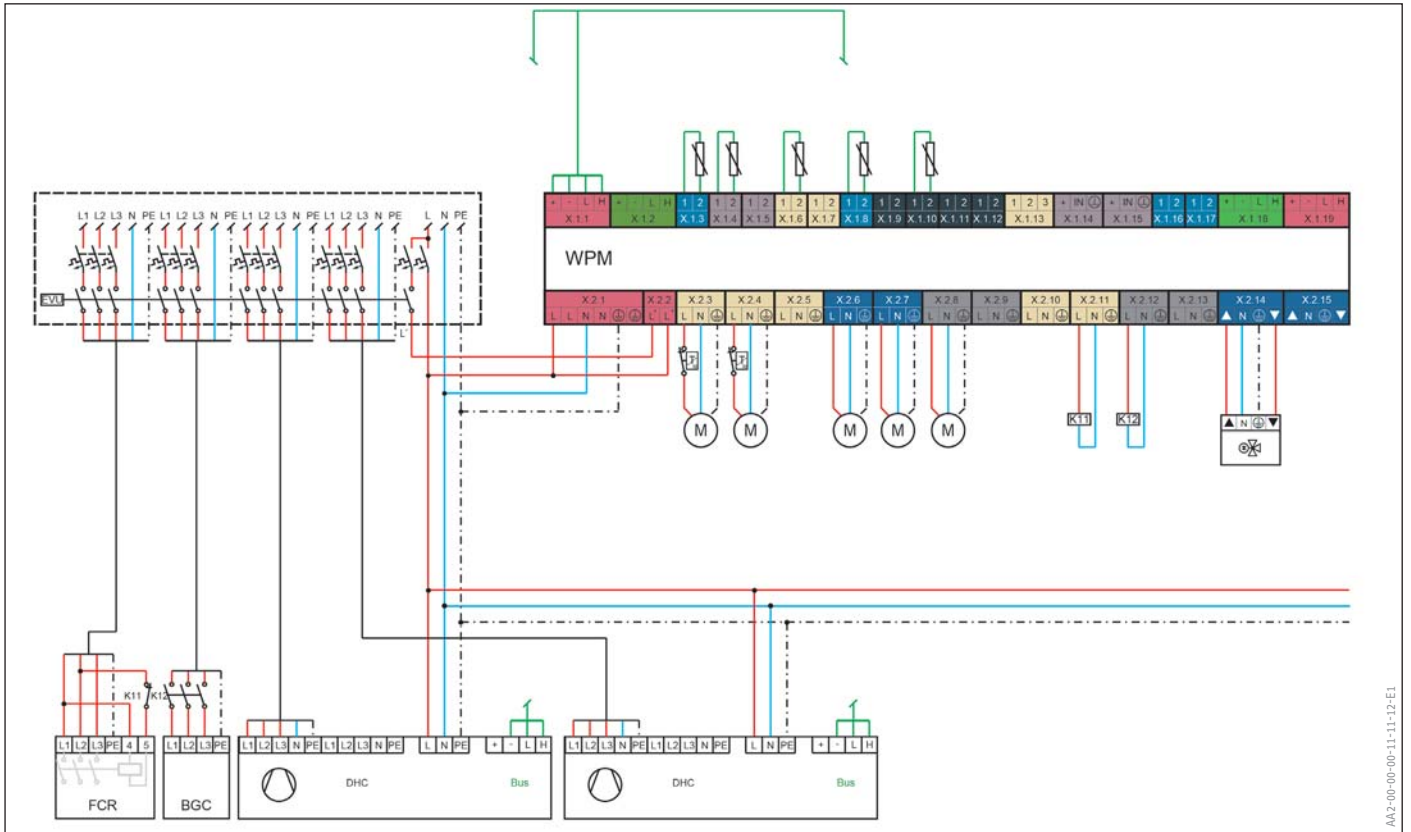 + - L H + - L H 1 2 1 2 1 2 1 2 1 2 1 2 1 2 1 2 1 2 1 2 1 2 3 + IN ⏚ + IN ⏚ 1 2 1 2 + - L H + - L H
X.1.1 X.1.2 X.1.3 X.1.4 X.1.5 X.1.6 X.1.7 X.1.8 X.1.9 X.1.10 X.1.11 X.1.12 X.1.13 X.1.14 X.1.15 X.1.16 X.1.17 X.1.18 X.1.19
L1 L2 L3 N PE L1 L2 L3 N PE L1 L2 L3 N PE L1 L2 L3 N PE L N PE
WPM
EVU
X.2.1 X.2.2 X.2.3 X.2.4 X.2.5 X.2.6 X.2.7 X.2.8 X.2.9 X.2.10 X.2.11 X.2.12 X.2.13 X.2.14 X.2.15
L L N N ⏚ ⏚ L' L' L N ⏚ L N ⏚ L N ⏚ L N ⏚ L N ⏚ L N ⏚ L N ⏚ L N ⏚ L N ⏚ L N ⏚ L N ⏚ ▲ N ⏚ ▼ ▲ N ⏚ ▼
L'
K11 K12
M M M M M
▲ N ⏚ ▼
K11 K12
L1 L2 L3 PE 4 5
L1 L2 L3 PE
L1 L2 L3 N PE L1 L2 L3 N PE L N PE + - L H
L1 L2 L3 N PE L1 L2 L3 N PE L N PE + - L H
FCR
BGC
DHC
Bus
DHC
Bus
AA2-00-00-00-11-11-12-E1